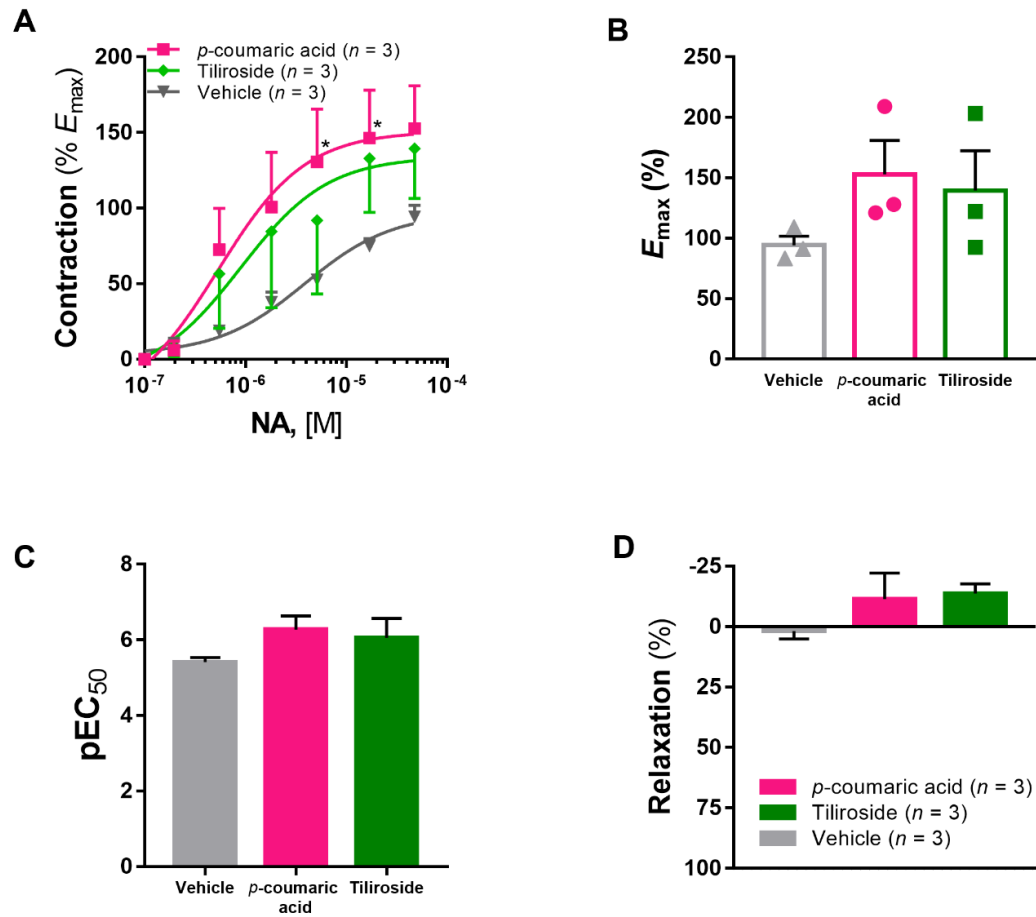 A
p-coumaric acid (n = 3)
Tiliroside (n = 3)
Vehicle (n = 3)
Contraction (% Emax)
200
150
100
50
0
*
*
10⁻⁷
10⁻⁶
10⁻⁵
10⁻⁴
NA, [M]
B
Emax (%)
250
200
150
100
50
0
Vehicle
p-coumaric
acid
Tiliroside
C
pEC₅₀
8
6
4
2
0
Vehicle
p-coumaric
acid
Tiliroside
D
Relaxation (%)
-25
0
25
50
75
100
p-coumaric acid (n = 3)
Tiliroside (n = 3)
Vehicle (n = 3)